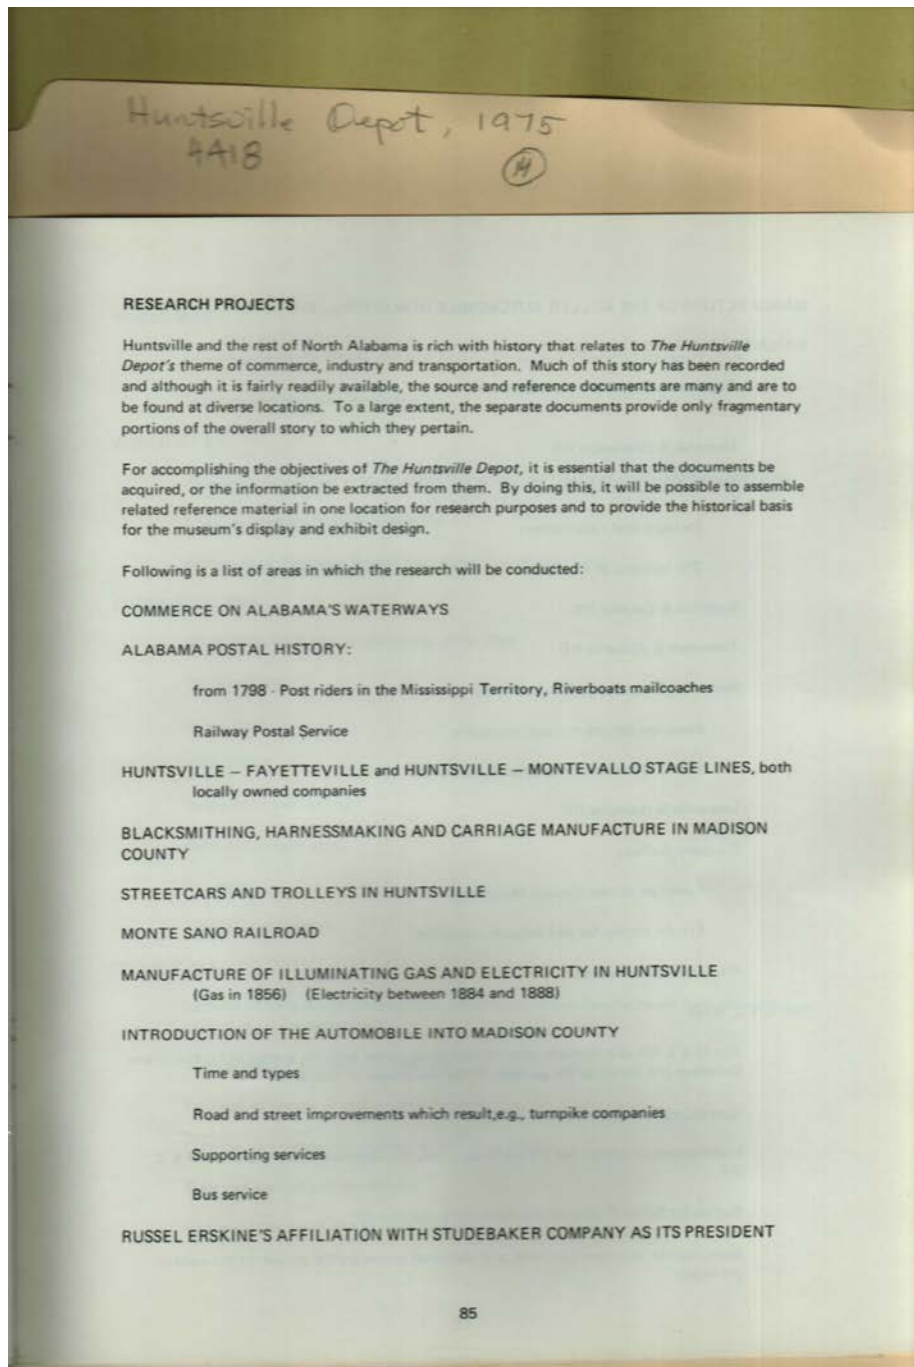 Huntsville Depot, 1975
4418
14
RESEARCH PROJECTS
Huntsville and the rest of North Alabama is rich with history that relates to The Huntsville
Depot's theme of commerce, industry and transportation. Much of this story has been recorded
and although it is fairly readily available, the source and reference documents are many and are to
be found at diverse locations. To a large extent, the separate documents provide only fragmentary
portions of the overall story to which they pertain.
For accomplishing the objectives of The Huntsville Depot, it is essential that the documents be
acquired, or the information be extracted from them. By doing this, it will be possible to assemble
related reference material in one location for research purposes and to provide the historical basis
for the museum's display and exhibit design.
Following is a list of areas in which the research will be conducted:
COMMERCE ON ALABAMA'S WATERWAYS
ALABAMA POSTAL HISTORY:
from 1798 - Post riders in the Mississippi Territory, Riverboats mailcoaches
Railway Postal Service
HUNTSVILLE – FAYETTEVILLE and HUNTSVILLE – MONTEVALLO STAGE LINES, both
locally owned companies
BLACKSMITHING, HARNESSMAKING AND CARRIAGE MANUFACTURE IN MADISON
COUNTY
STREETCARS AND TROLLEYS IN HUNTSVILLE
MONTE SANO RAILROAD
MANUFACTURE OF ILLUMINATING GAS AND ELECTRICITY IN HUNTSVILLE
(Gas in 1856) (Electricity between 1884 and 1888)
INTRODUCTION OF THE AUTOMOBILE INTO MADISON COUNTY
Time and types
Road and street improvements which result,e.g., turnpike companies
Supporting services
Bus service
RUSSEL ERSKINE'S AFFILIATION WITH STUDEBAKER COMPANY AS ITS PRESIDENT
85